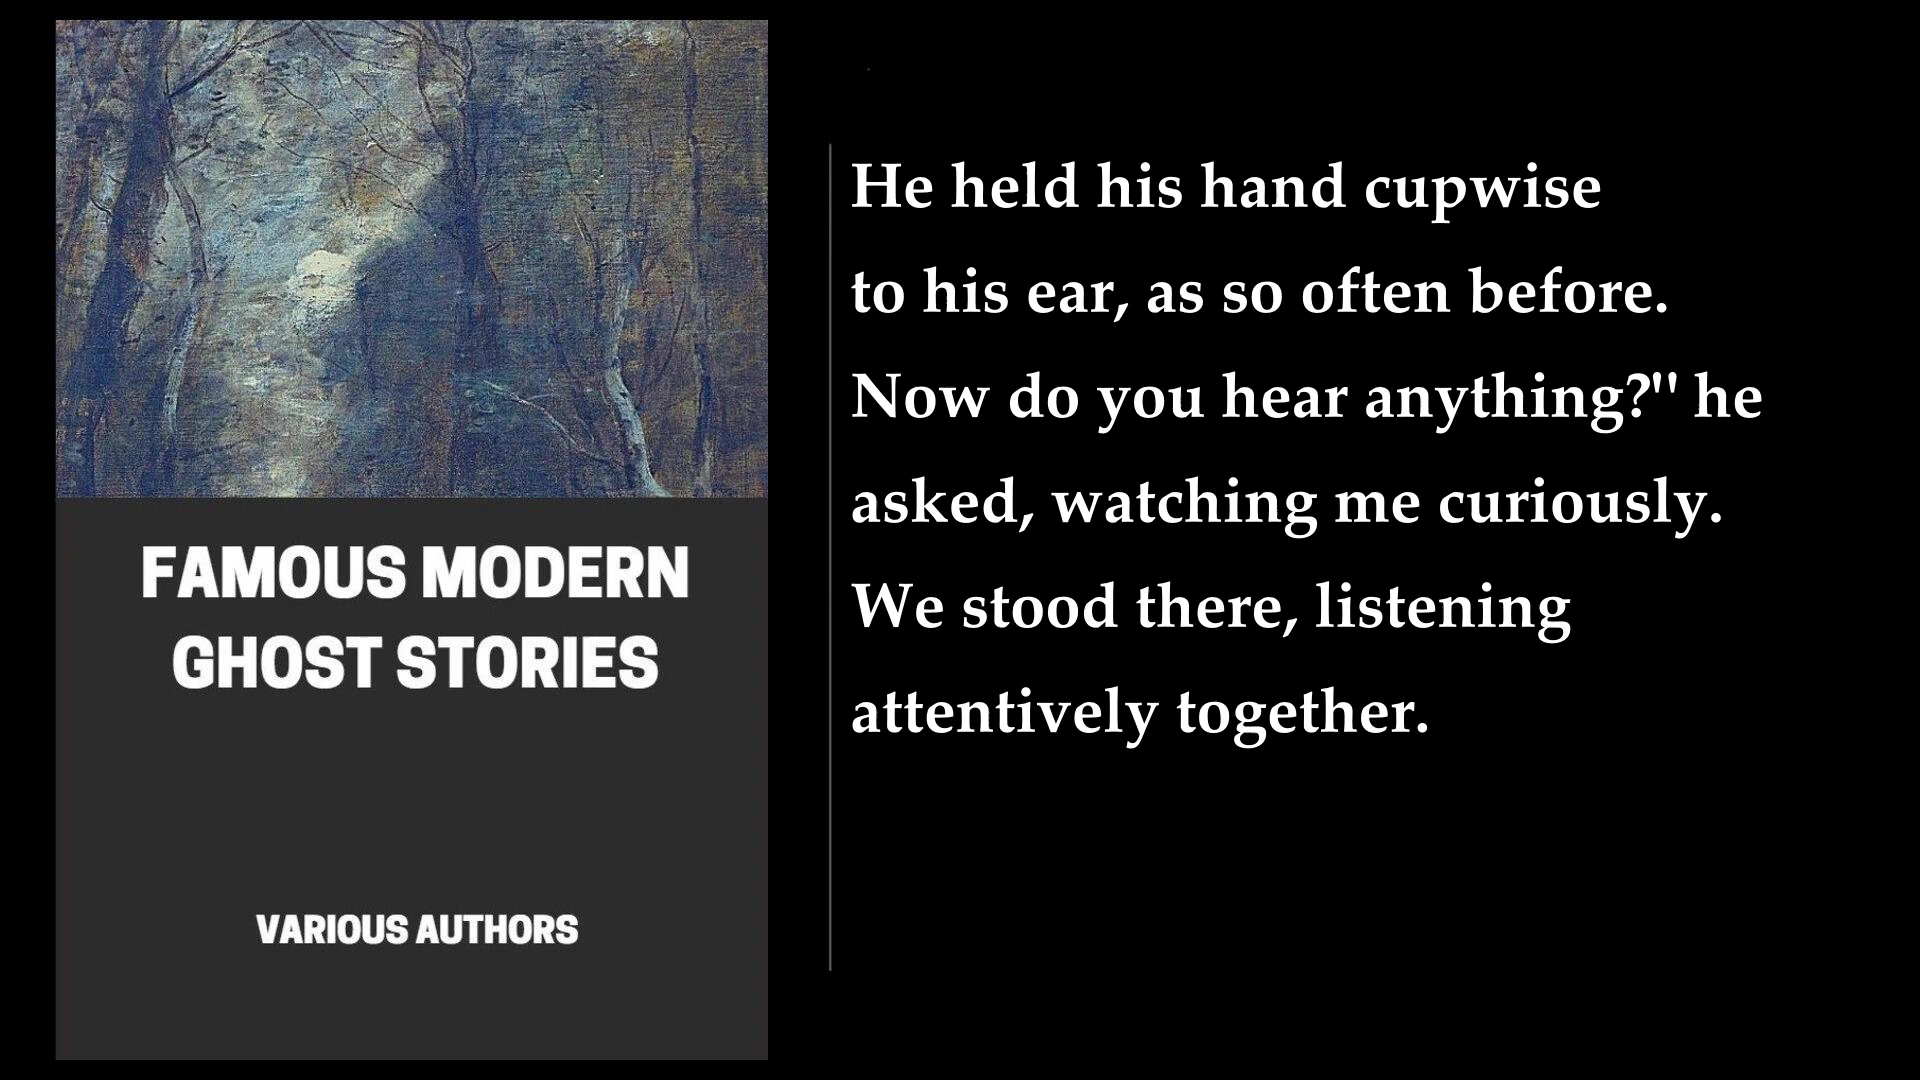 FAMOUS MODERN
GHOST STORIES
VARIOUS AUTHORS
He held his hand cupwise
to his ear, as so often before.
Now do you hear anything?" he
asked, watching me curiously.
We stood there, listening
attentively together.